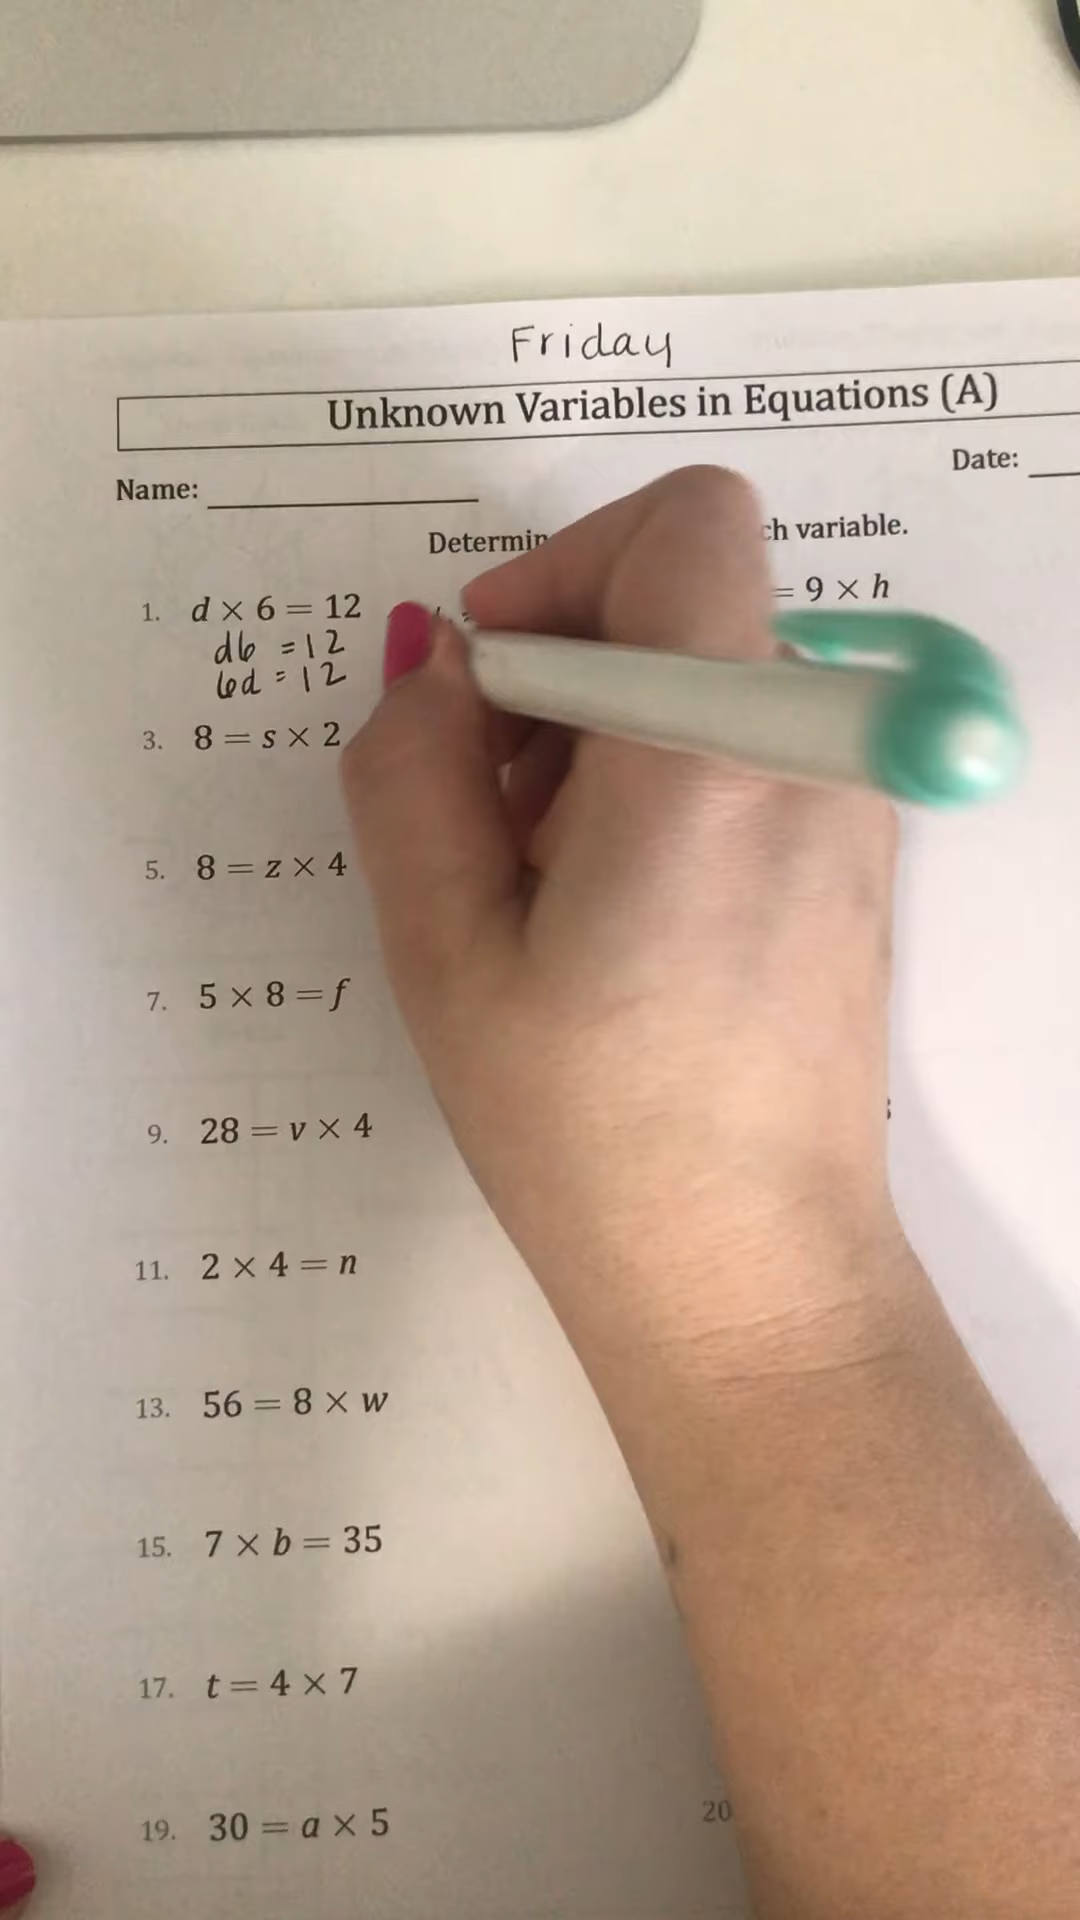 Friday
Unknown Variables in Equations (A)
Name:
Date:
variable.
1. d × 6 = 12
= 9 × h
d6 = 12
6d = 12
3. 8 = s × 2
5. 8 = z × 4
7. 5 × 8 = f
9. 28 = v × 4
11. 2 × 4 = n
13. 56 = 8 × w
15. 7 × b = 35
17. t = 4 × 7
19. 30 = a × 5
20